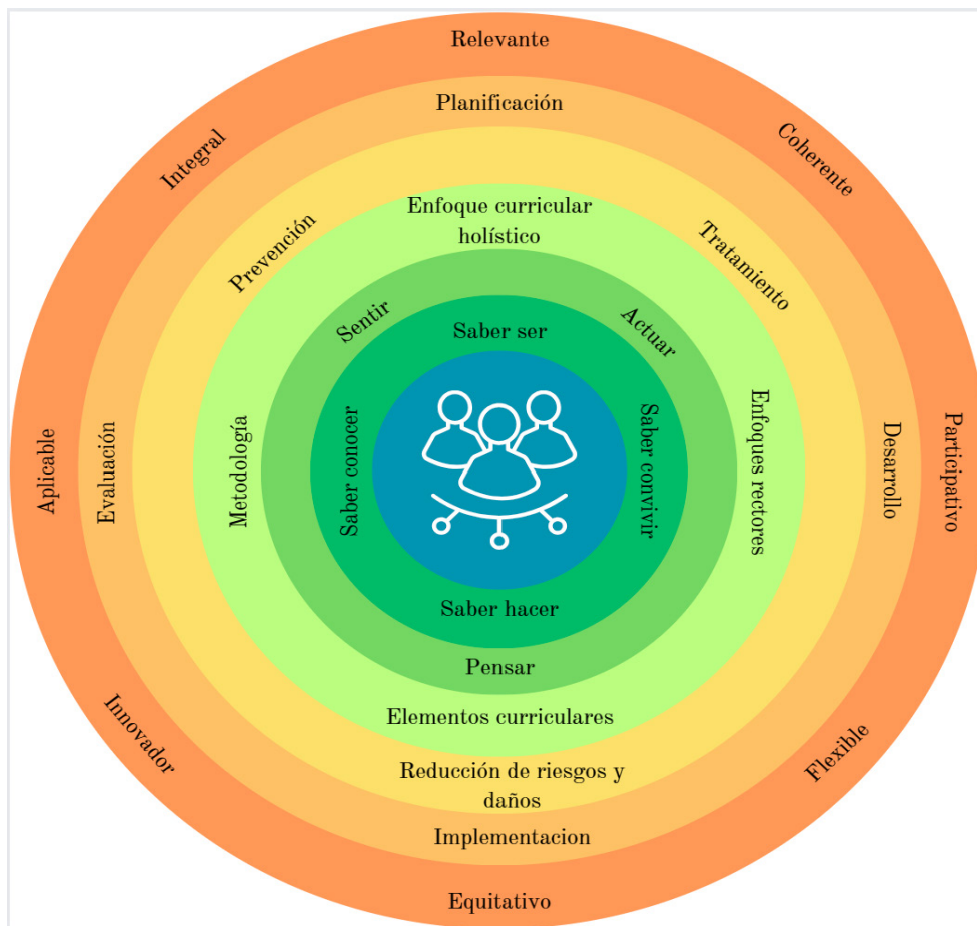 Relevante
Planificación
Integral
Coherente
Enfoque curricular
holístico
Prevención
Tratamiento
Sentir
Actuar
Saber ser
Aplicable
Evaluación
Metodología
Saber conocer
Saber convivir
Enfoques rectores
Desarrollo
Participativo
Saber hacer
Pensar
Elementos curriculares
Innovador
Flexible
Reducción de riesgos y
daños
Implementacion
Equitativo